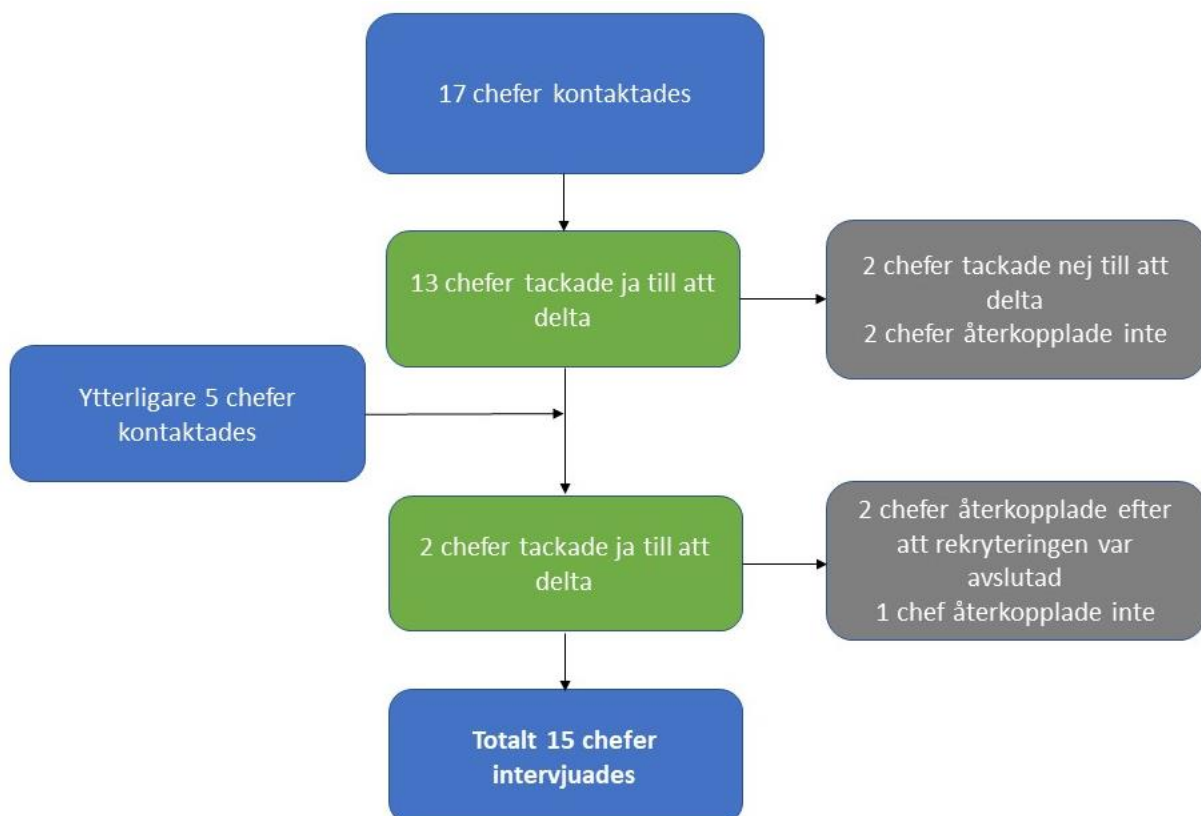 17 chefer kontaktades
13 chefer tackade ja till att
delta
2 chefer tackade nej till att
delta
2 chefer återkopplade inte
Ytterligare 5 chefer
kontaktades
2 chefer tackade ja till att
delta
2 chefer återkopplade efter
att rekryteringen var
avslutad
1 chef återkopplade inte
Totalt 15 chefer
intervjuades